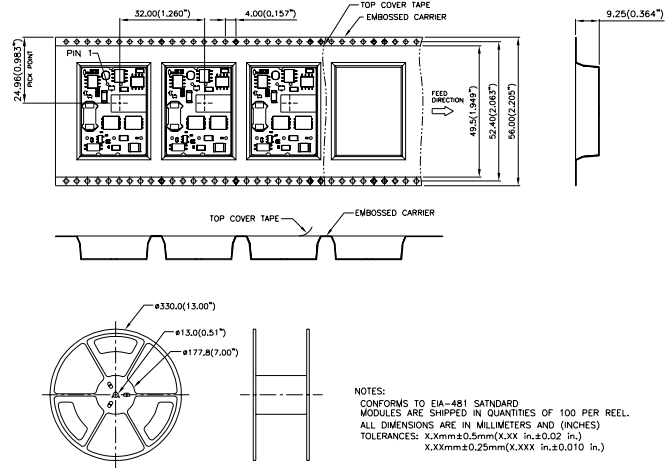 TOP COVER TAPE
EMBOSSED CARRIER
32.00(1.260")
4.00(0.157")
9.25(0.364")
24.96(0.983")
PICK POINT
PIN 1
FEED
DIRECTION
49.5(1.949")
52.40(2.063")
56.00(2.205")
TOP COVER TAPE
EMBOSSED CARRIER
ø330.0(13.00")
ø13.0(0.51")
ø177.8(7.00")
NOTES:
CONFORMS TO EIA-481 SATNDARD
MODULES ARE SHIPPED IN QUANTITIES OF 100 PER REEL.
ALL DIMENSIONS ARE IN MILLIMETERS AND (INCHES)
TOLERANCES: X.Xmm±0.5mm(X.XX in.±0.02 in.)
X.XXmm±0.25mm(X.XXX in.±0.010 in.)